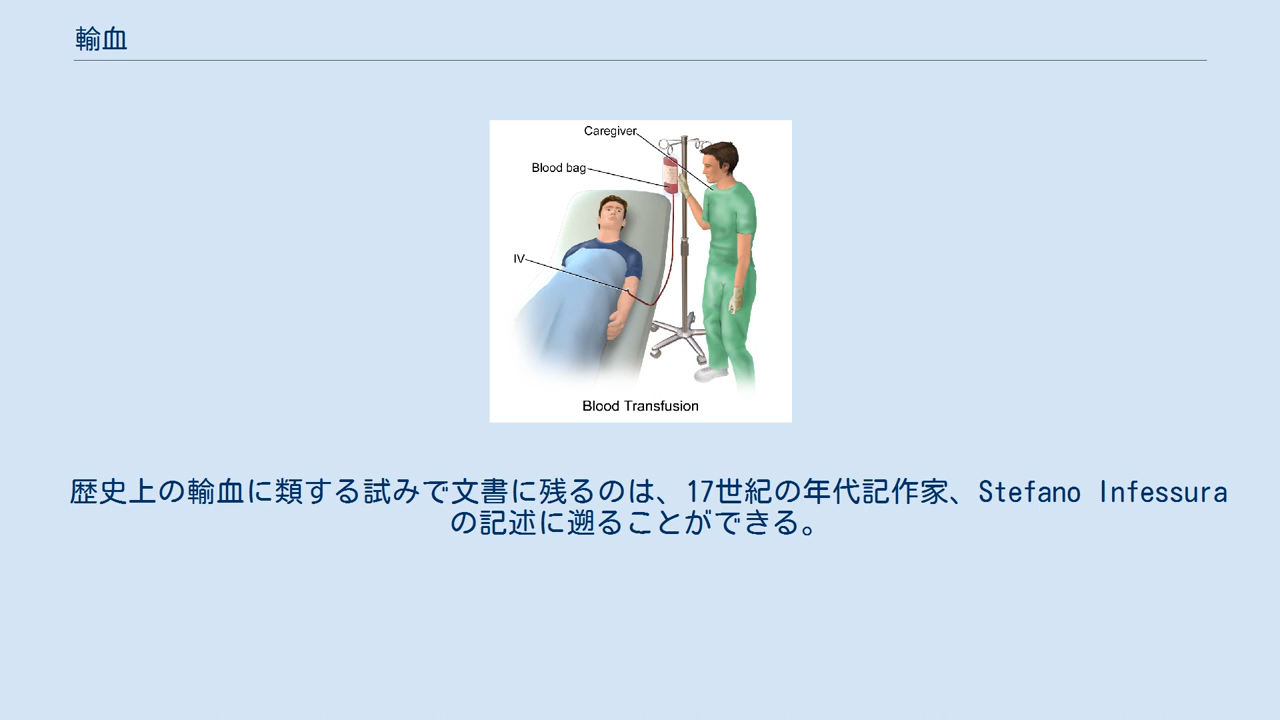 輸血
Caregiver
Blood bag
IV
Blood Transfusion
歴史上の輸血に類する試みで文書に残るのは、17世紀の年代記作家、Stefano Infessura
の記述に遡ることができる。